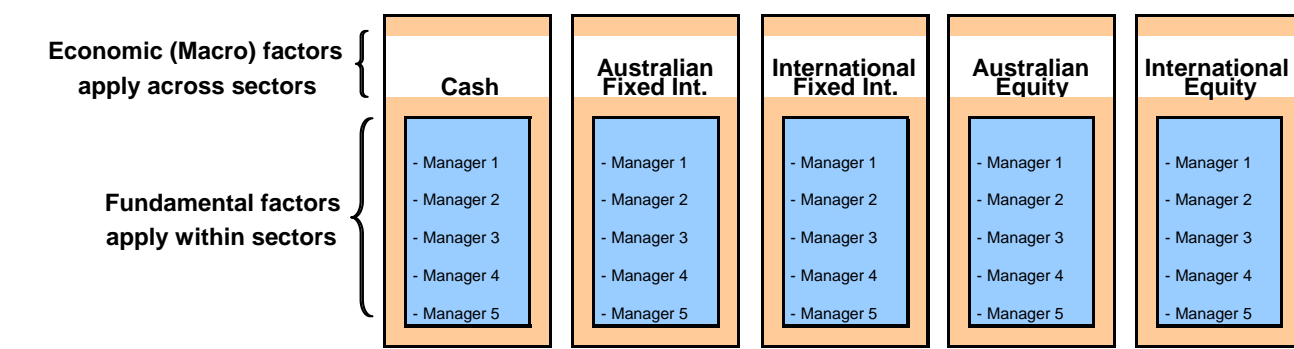 Economic (Macro) factors
apply across sectors
Cash
Australian
Fixed Int.
International
Fixed Int.
Australian
Equity
International
Equity
Fundamental factors
apply within sectors
- Manager 1
- Manager 2
- Manager 3
- Manager 4
- Manager 5
- Manager 1
- Manager 2
- Manager 3
- Manager 4
- Manager 5
- Manager 1
- Manager 2
- Manager 3
- Manager 4
- Manager 5
- Manager 1
- Manager 2
- Manager 3
- Manager 4
- Manager 5
- Manager 1
- Manager 2
- Manager 3
- Manager 4
- Manager 5